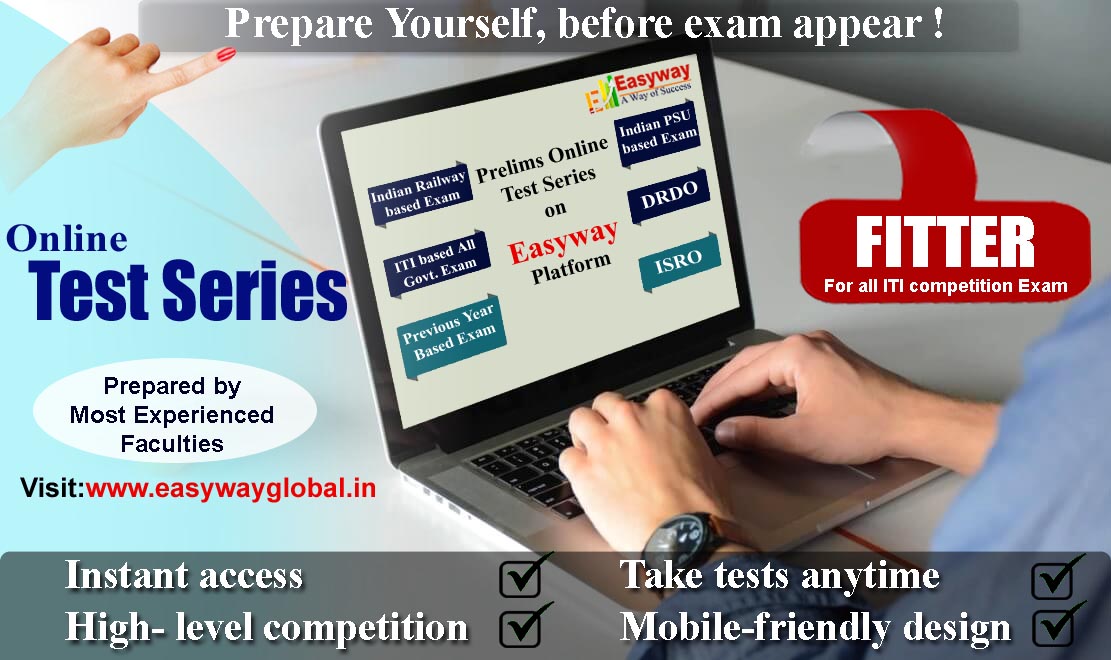 Prepare Yourself, before exam appear !
Easyway
A Way of Success
Prelims Online
Test Series
on
Easyway
Platform
Indian Railway
based Exam
ITI based All
Govt. Exam
Previous Year
Based Exam
Indian PSU
based Exam
DRDO
ISRO
FITTER
For all ITI competition Exam
Online
Test Series
Prepared by
Most Experienced
Faculties
Visit:www.easywayglobal.in
Instant access
High- level competition
Take tests anytime
Mobile-friendly design